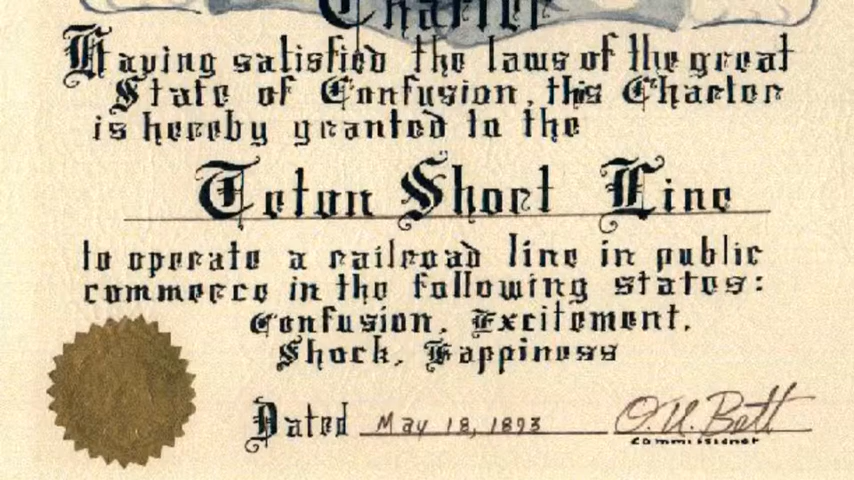 Charter
Having satisfied the laws of the great
State of Confusion, this Charter
is hereby granted to the
Teton Short Line
to operate a railroad line in public
commerce in the following states:
Confusion, Excitement,
Shock, Happiness
Dated May 18, 1893
O.U. Bett
Commissioner